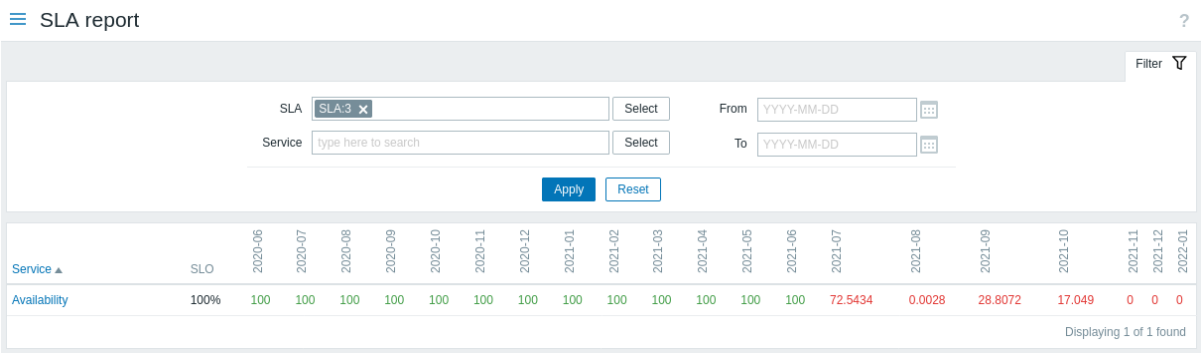 SLA report ?
Filter
SLA SLA:3 Select From YYYY-MM-DD
Service type here to search Select To YYYY-MM-DD
Apply Reset
Service SLO 2020-06 2020-07 2020-08 2020-09 2020-10 2020-11 2020-12 2021-01 2021-02 2021-03 2021-04 2021-05 2021-06 2021-07 2021-08 2021-09 2021-10 2021-11 2021-12 2022-01
Availability 100% 100 100 100 100 100 100 100 100 100 100 100 100 100 72.5434 0.0028 28.8072 17.049 0 0 0
Displaying 1 of 1 found